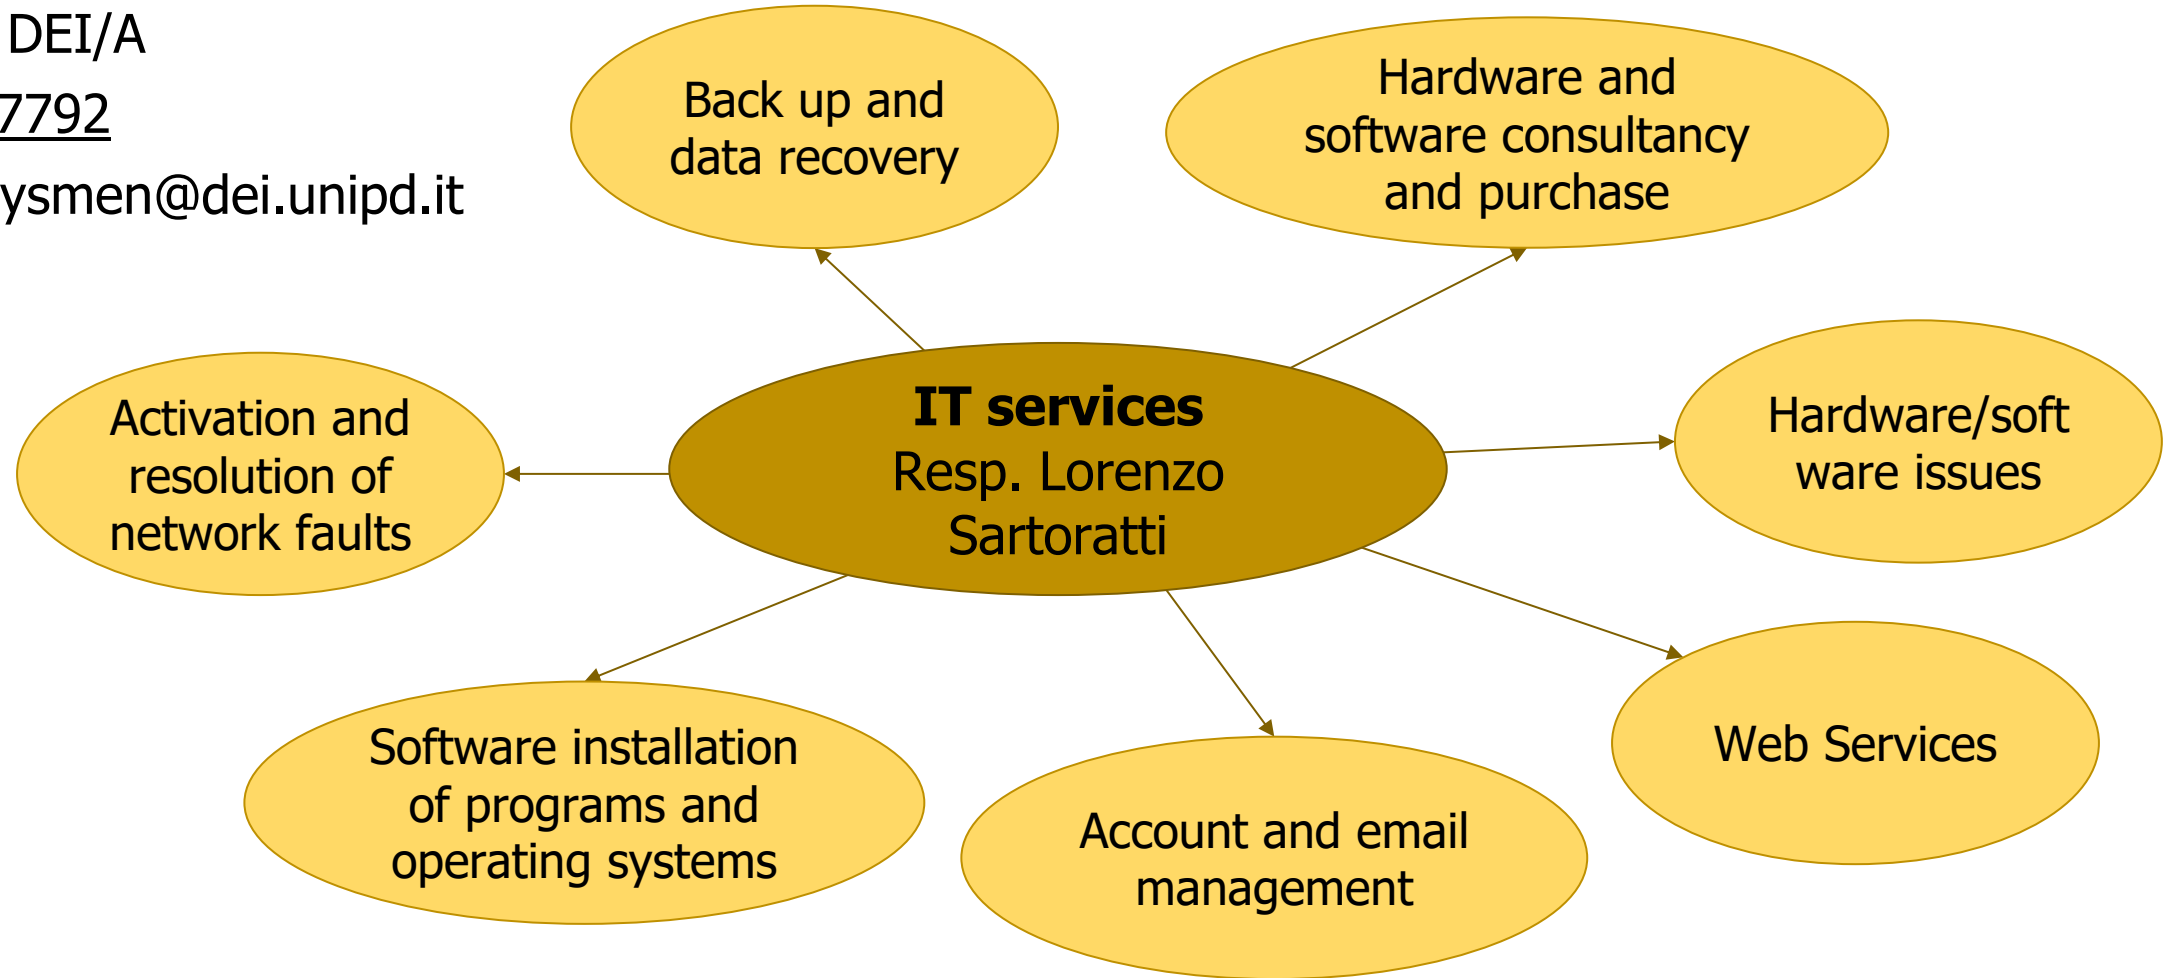 DEI/A
7792
ysmen@dei.unipd.it
Back up and
data recovery
Hardware and
software consultancy
and purchase
Activation and
resolution of
network faults
IT services
Resp. Lorenzo
Sartoratti
Hardware/soft
ware issues
Software installation
of programs and
operating systems
Account and email
management
Web Services